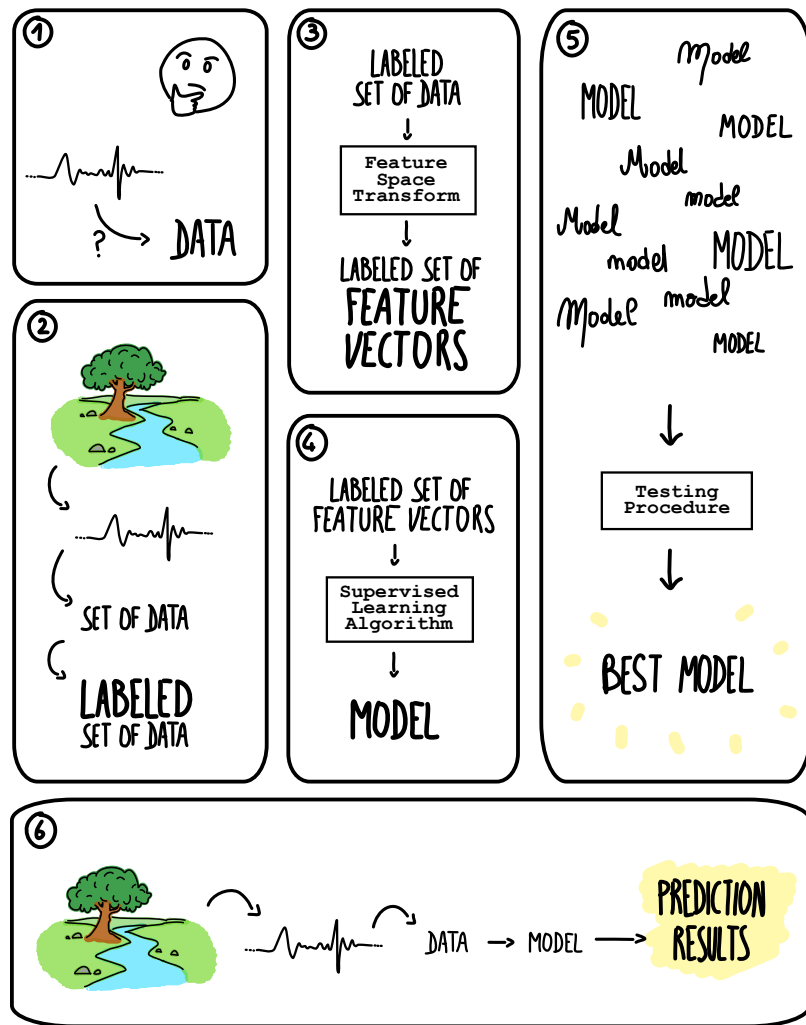 1
?
DATA
2
SET OF DATA
LABELED
SET OF DATA
3
LABELED
SET OF DATA
Feature
Space
Transform
LABELED SET OF
FEATURE
VECTORS
4
LABELED SET OF
FEATURE VECTORS
Supervised
Learning
Algorithm
MODEL
5
Model
MODEL
MODEL
Model
model
Model
MODEL
model
model
Model
MODEL
Testing
Procedure
BEST MODEL
6
DATA
MODEL
PREDICTION
RESULTS